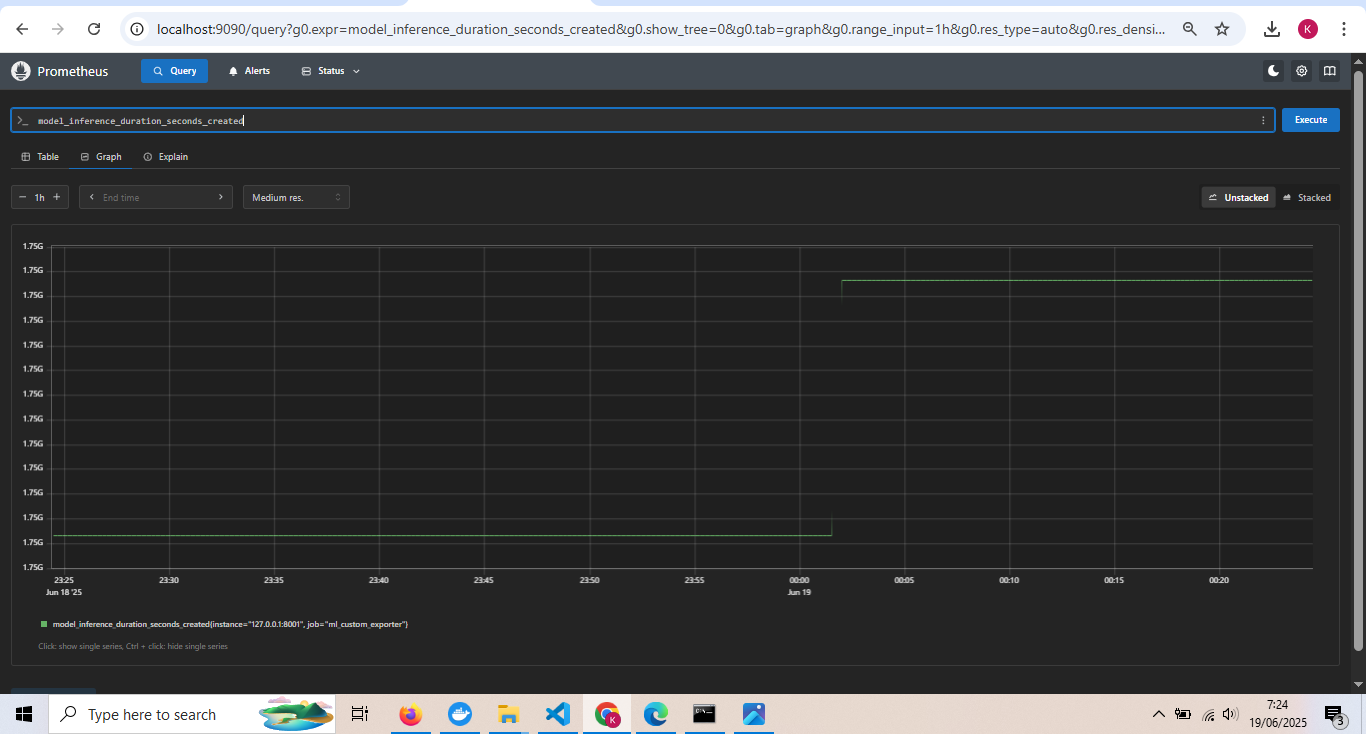 localhost:9090/query?g0.expr=model_inference_duration_seconds_created&g0.show_tree=0&g0.tab=graph&g0.range_input=1h&g0.res_type=auto&g0.res_densi...
K
Prometheus
Query
Alerts
Status
>_ model_inference_duration_seconds_created
Execute
Table
Graph
Explain
1h
End time
Medium res.
Unstacked
Stacked
1.75G
1.75G
1.75G
1.75G
1.75G
1.75G
1.75G
1.75G
1.75G
1.75G
1.75G
1.75G
1.75G
1.75G
23:25 23:30 23:35 23:40 23:45 23:50 23:55 00:00 00:05 00:10 00:15 00:20
Jun 18 '25 Jun 19
model_inference_duration_seconds_created{instance="127.0.0.1:8001", job="ml_custom_exporter"}
Click: show single series, Ctrl + click: hide single series
Type here to search
K
7:24
19/06/2025
3